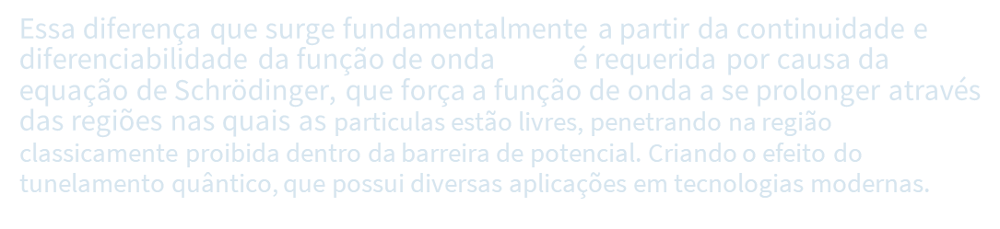 Essa diferença que surge fundamentalmente a partir da continuidade e
diferenciabilidade da função de onda é requerida por causa da
equação de Schrödinger, que força a função de onda a se prolonger através
das regiões nas quais as particulas estão livres, penetrando na região
classicamente proibida dentro da barreira de potencial. Criando o efeito do
tunelamento quântico, que possui diversas aplicações em tecnologias modernas.